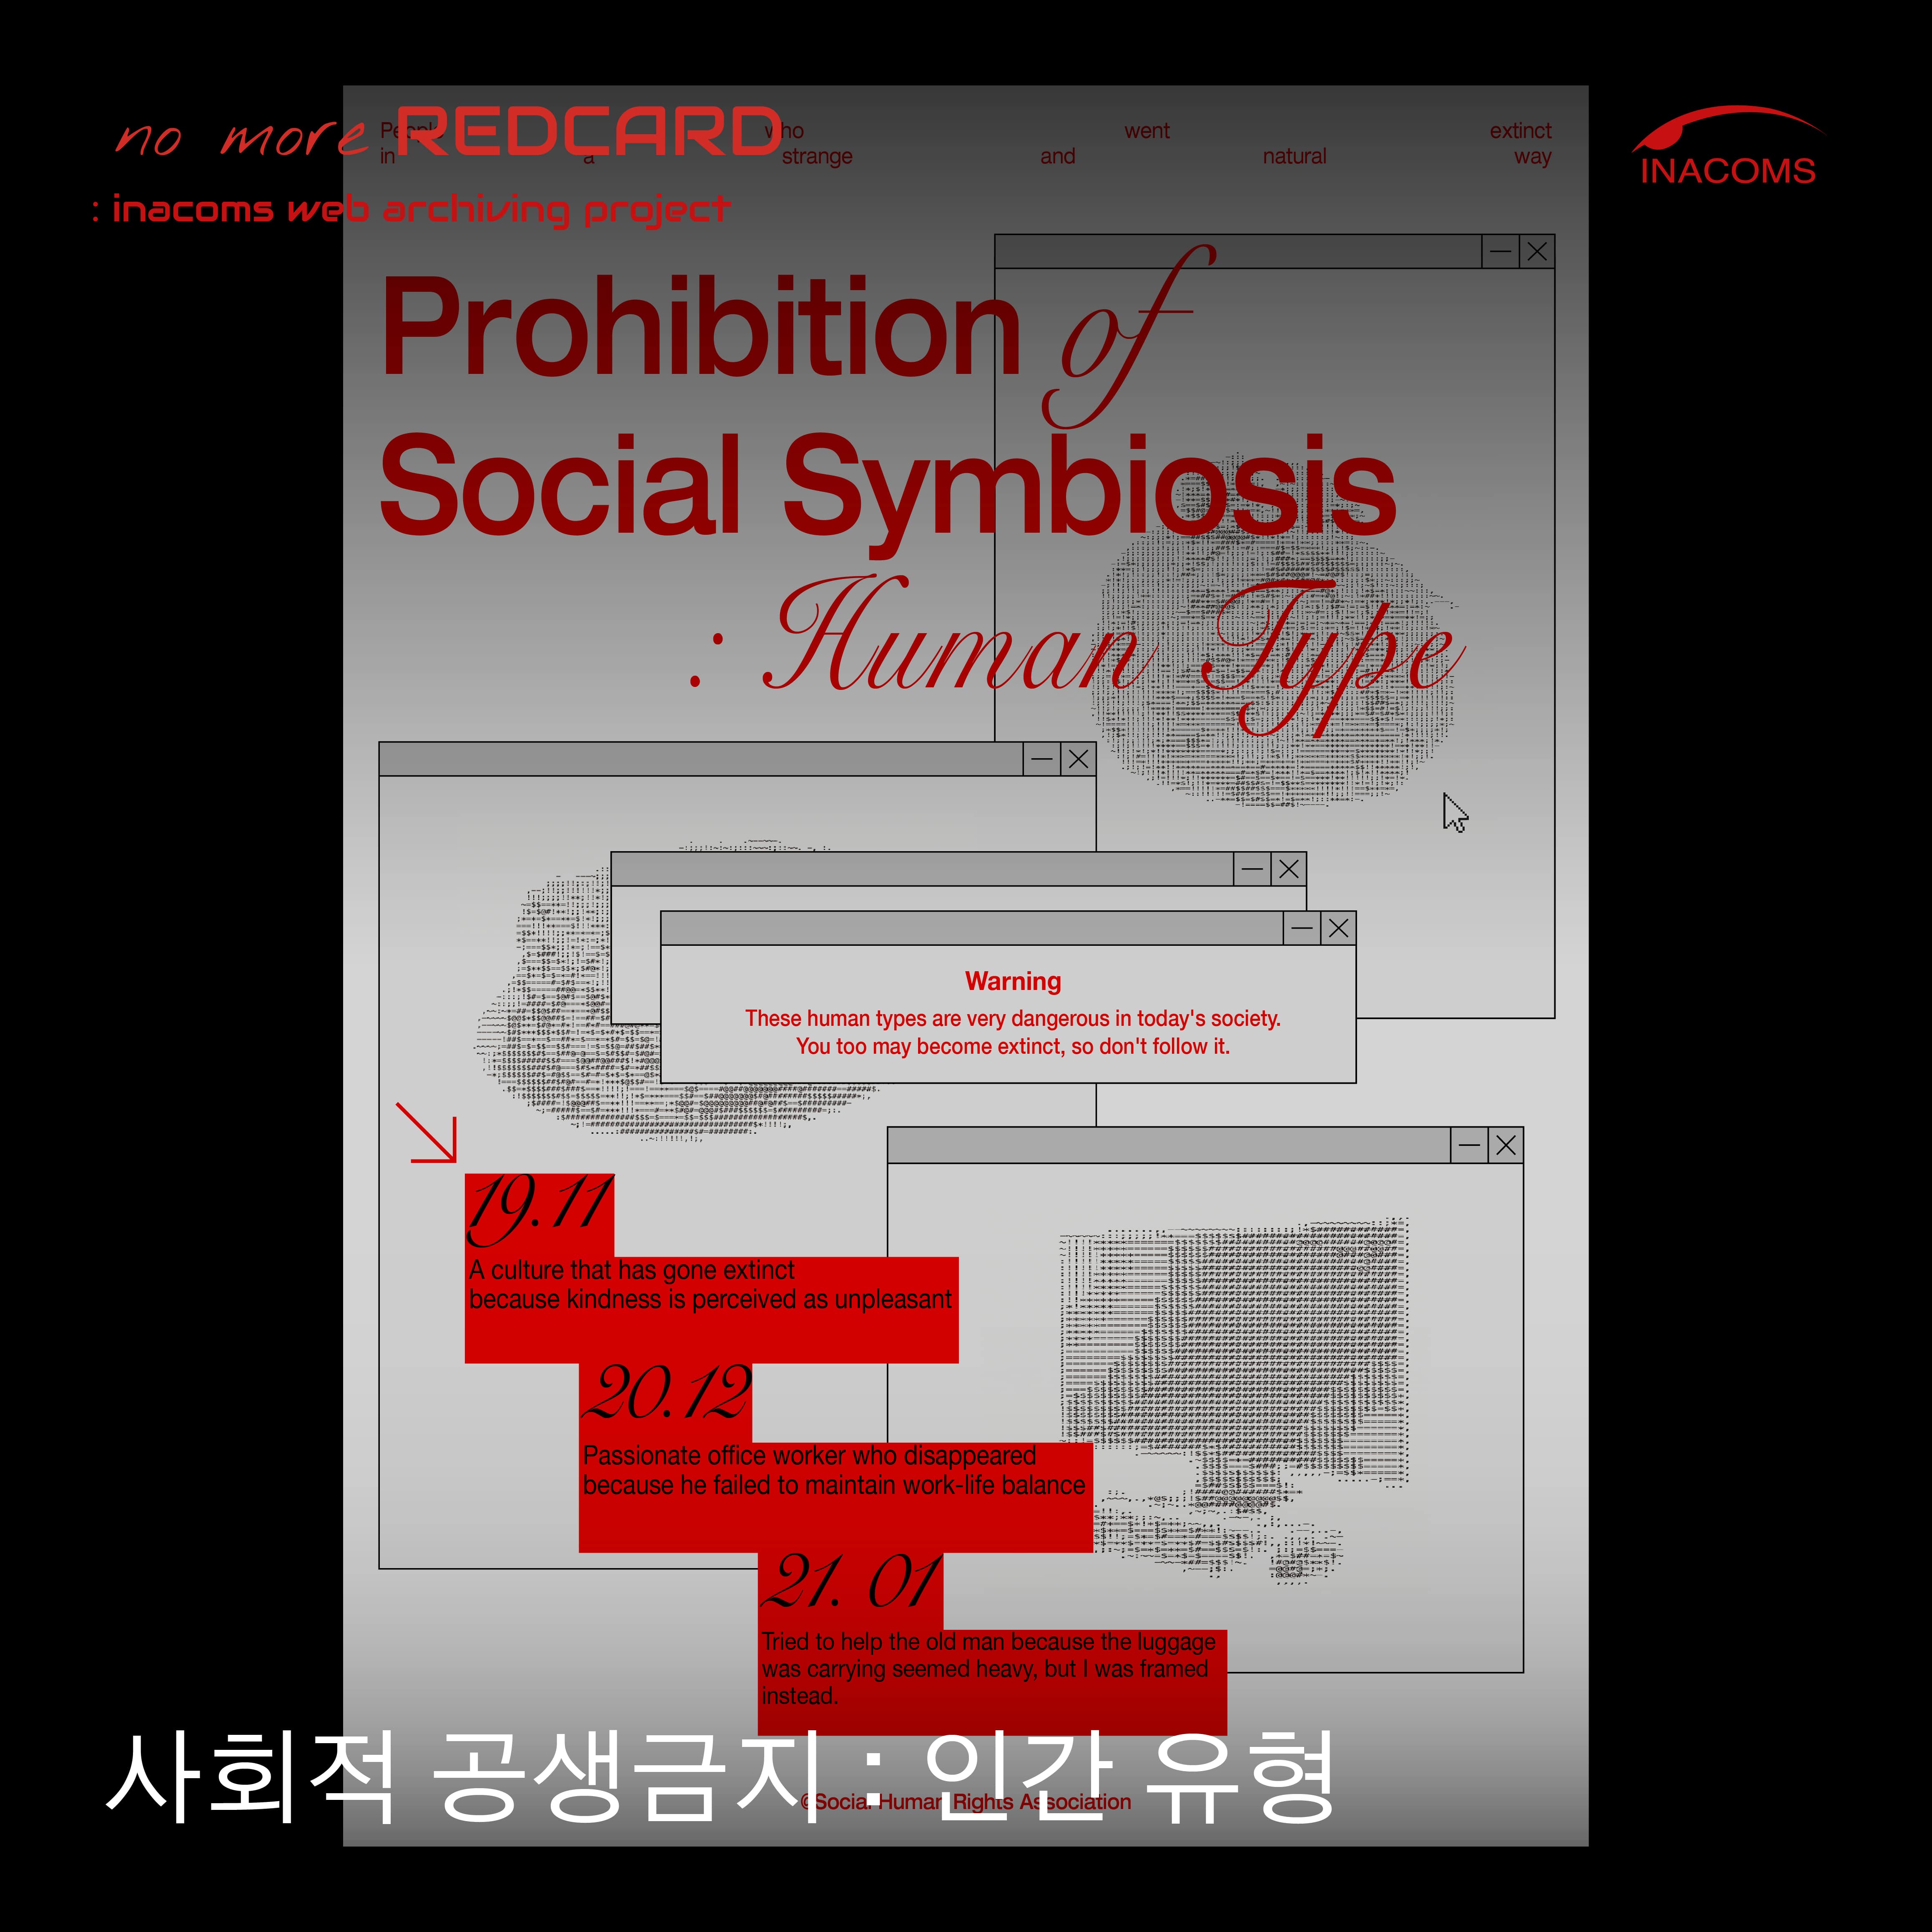 no more REDCARD
: inacoms web archiving project
INACOMS
People who went extinct
in a strange and natural way
Prohibition of
Social Symbiosis
: Human Type
Warning
These human types are very dangerous in today's society.
You too may become extinct, so don't follow it.
19.11
A culture that has gone extinct
because kindness is perceived as unpleasant
20.12
Passionate office worker who disappeared
because he failed to maintain work-life balance
21. 01
Tried to help the old man because the luggage
was carrying seemed heavy, but I was framed
instead.
사회적 공생금지 : 인간 유형
©Social Human Rights Association